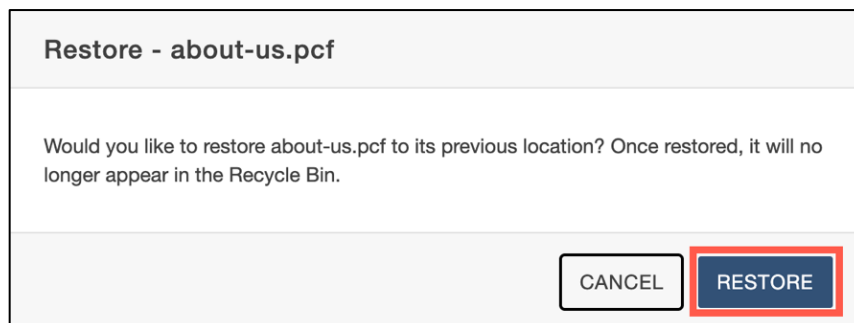 Restore - about-us.pcf
Would you like to restore about-us.pcf to its previous location? Once restored, it will no
longer appear in the Recycle Bin.
CANCEL RESTORE